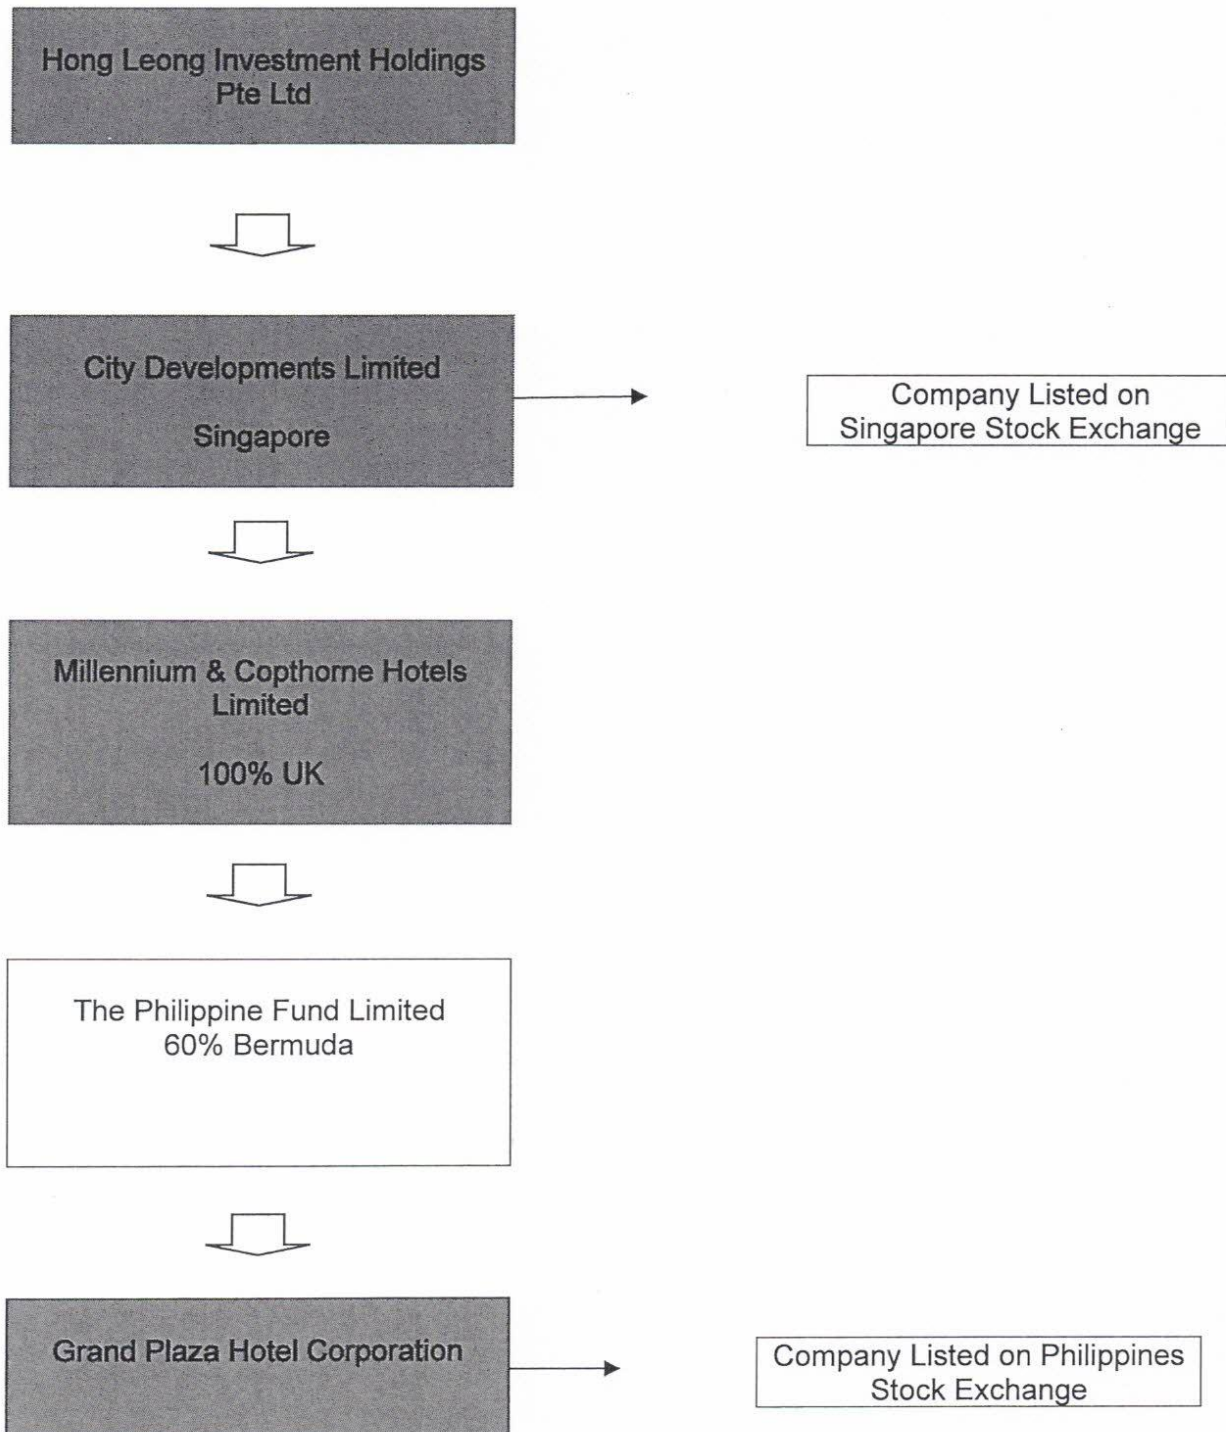 Hong Leong Investment Holdings
Pte Ltd
City Developments Limited
Singapore
Company Listed on
Singapore Stock Exchange
Millennium & Copthorne Hotels
Limited
100% UK
The Philippine Fund Limited
60% Bermuda
Grand Plaza Hotel Corporation
Company Listed on Philippines
Stock Exchange